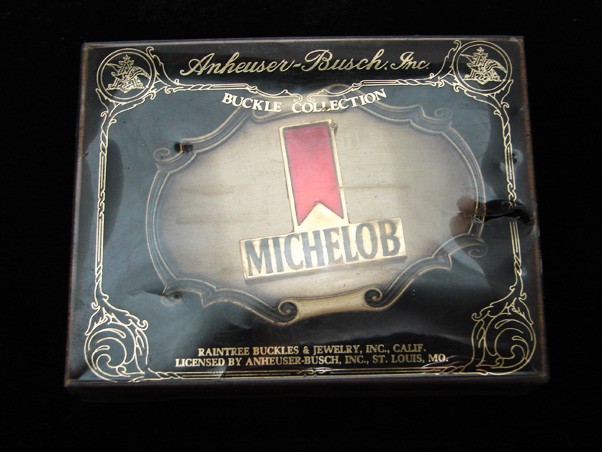 Anheuser-Busch, Inc.
BUCKLE COLLECTION
MICHELOB
RAINTREE BUCKLES & JEWELRY, INC., CALIF.
LICENSED BY ANHEUSER-BUSCH, INC., ST. LOUIS, MO.